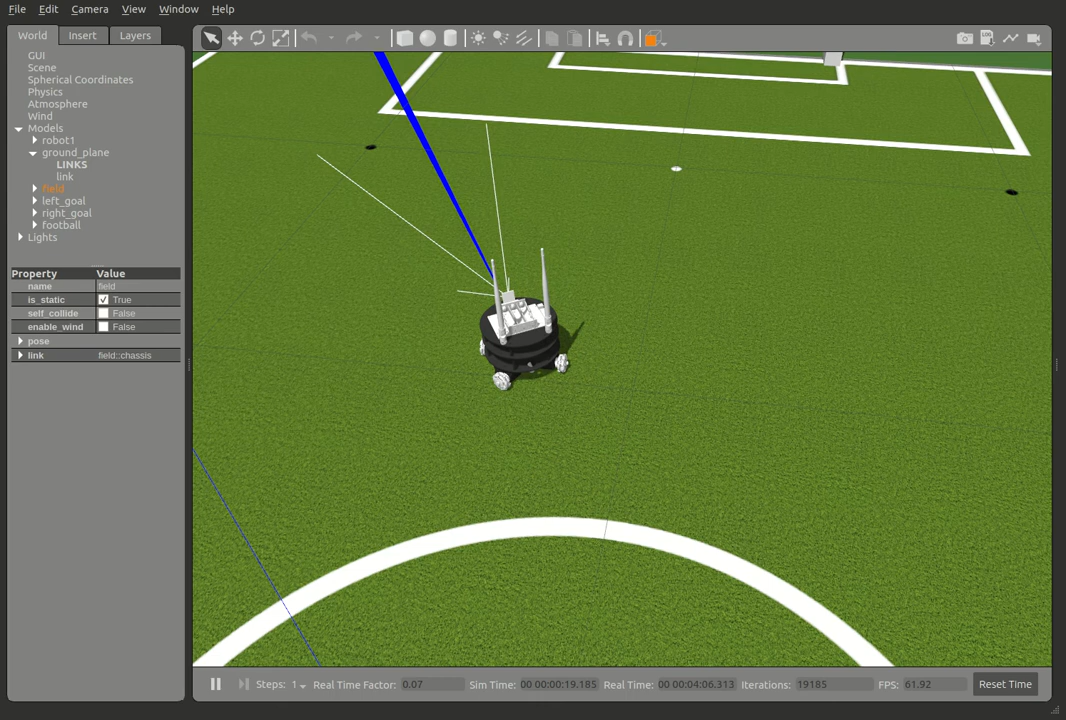 File Edit Camera View Window Help
World Insert Layers
GUI
Scene
Spherical Coordinates
Physics
Atmosphere
Wind
Models
robot1
ground_plane
LINKS
link
field
left_goal
right_goal
football
Lights
Property Value
name field
is_static True
self_collide False
enable_wind False
pose
link field::chassis
Steps: 1 Real Time Factor: 0.07 Sim Time: 00 00:00:19.185 Real Time: 00 00:04:06.313 Iterations: 19185 FPS: 61.92 Reset Time